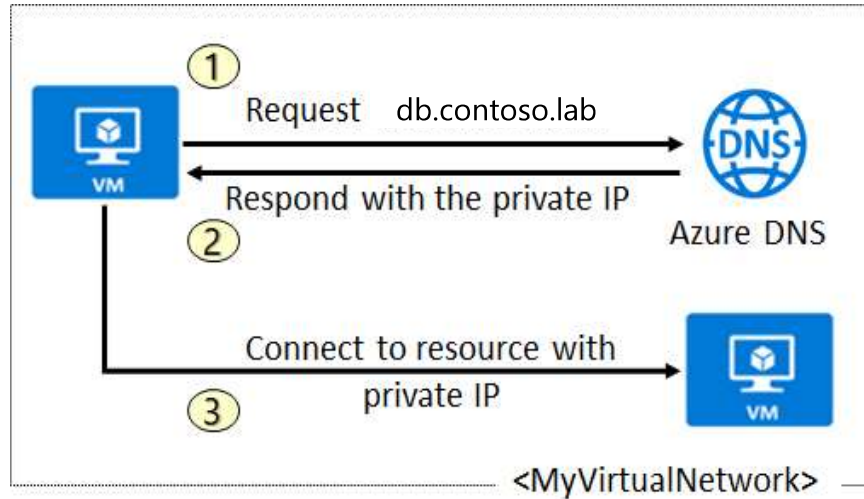 1
Request db.contoso.lab
VM
DNS
Respond with the private IP
2
Azure DNS
Connect to resource with
private IP
3
VM
<MyVirtualNetwork>